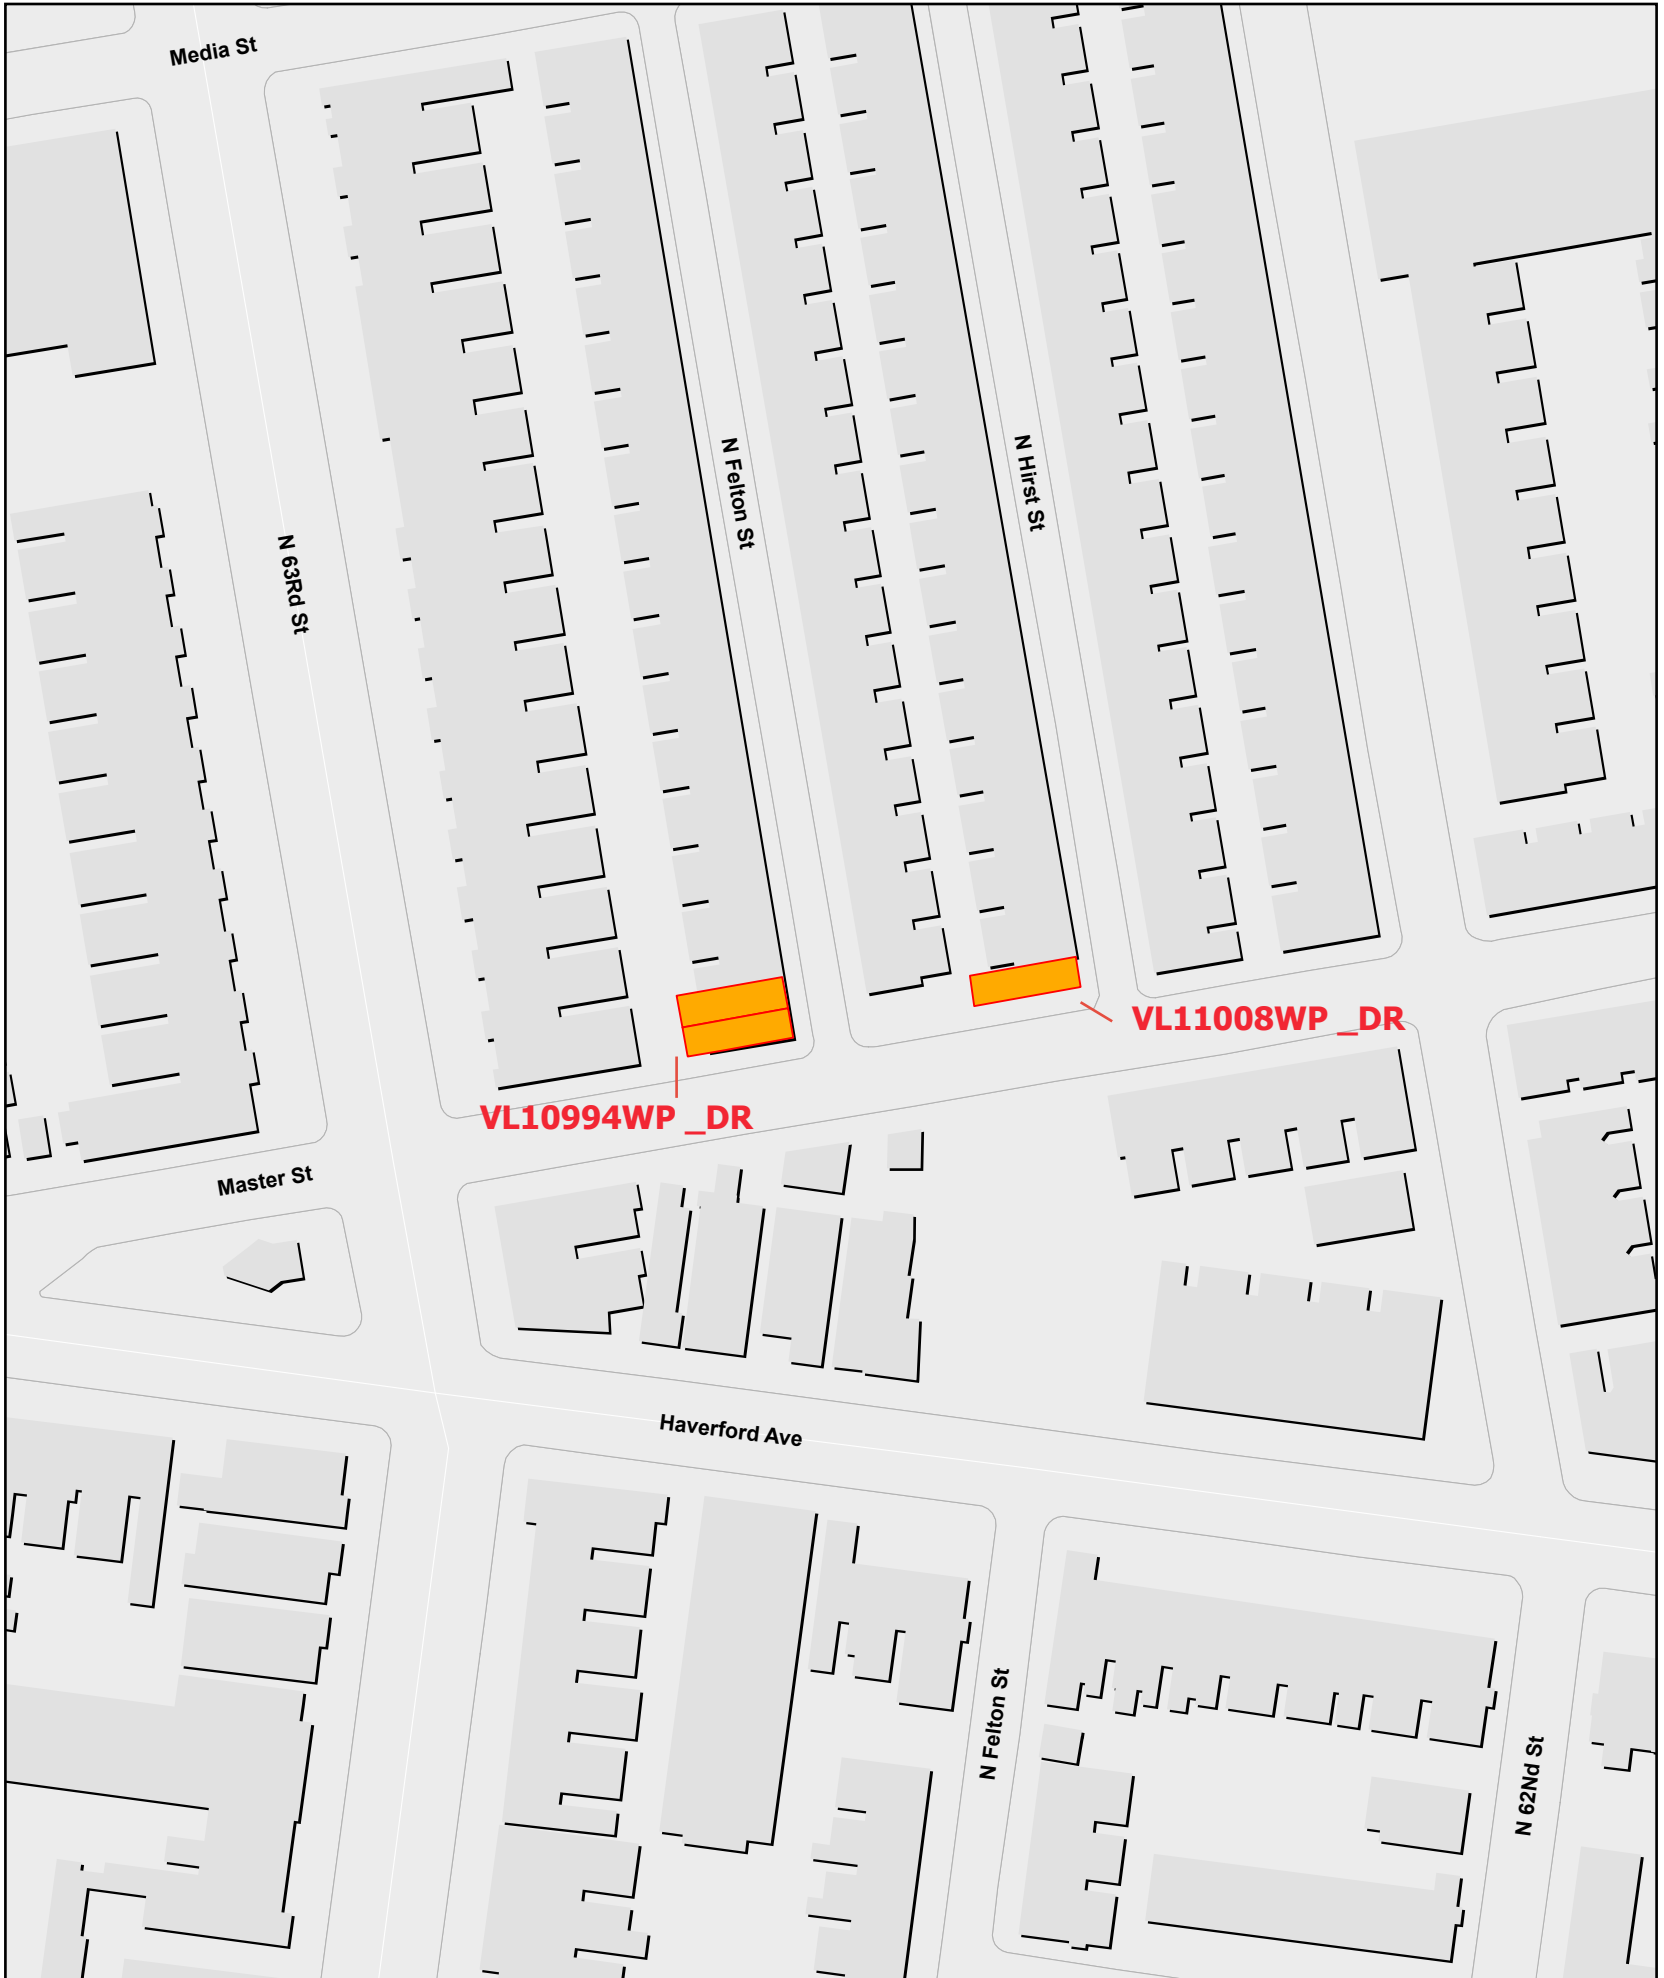 Media St
N Felton St
N Hirst St
N 63Rd St
VL11008WP _DR
VL10994WP _DR
Master St
Haverford Ave
N Felton St
N 62Nd St